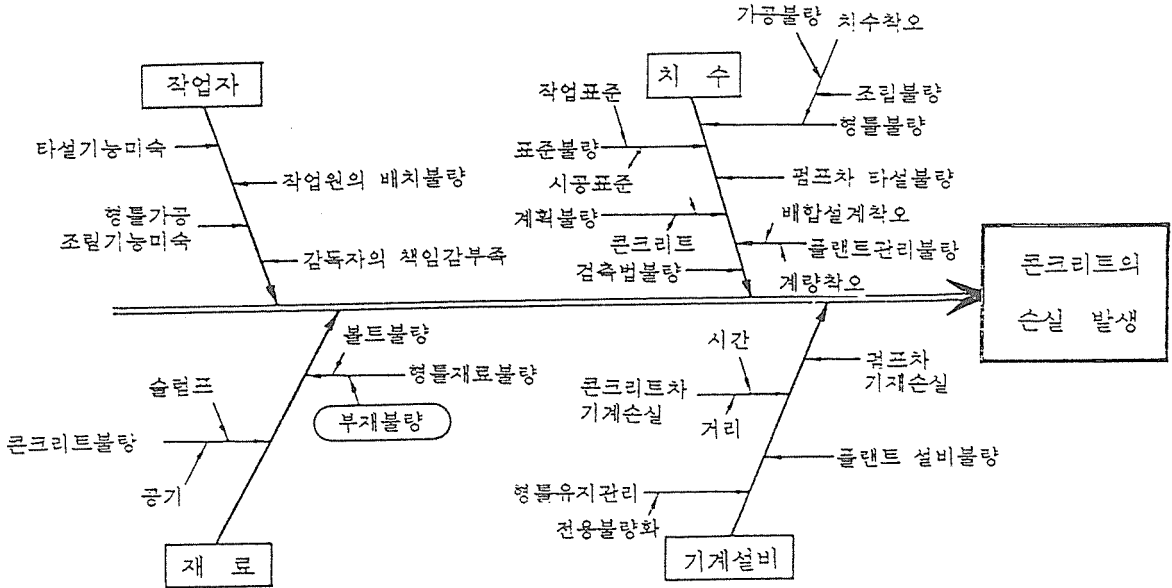 가공불량
치수착오
작업자
치 수
작업표준
조립불량
형틀불량
타설기능미숙
표준불량
작업원의 배치불량
시공표준
펌프차 타설불량
형틀가공
조립기능미숙
계획불량
배합설계착오
콘크리트
플랜트관리불량
감독자의 책임감부족
검측법불량
계량착오
콘크리트의
손실 발생
볼트불량
시간
슬럼프
형틀재료불량
펌프차
기재손실
콘크리트차
기계손실
부재불량
거리
콘크리트불량
공기
플랜트 설비불량
형틀유지관리
전용불량화
재 료
기계설비